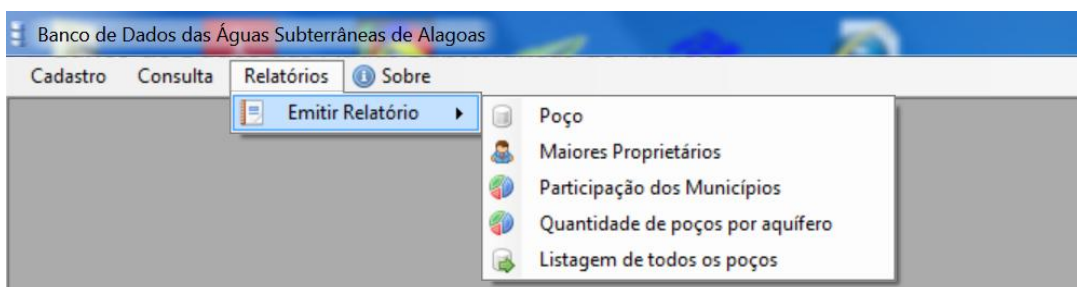 Banco de Dados das Águas Subterrâneas de Alagoas
Cadastro Consulta Relatórios Sobre
Emitir Relatório
Poço
Maiores Proprietários
Participação dos Municípios
Quantidade de poços por aquífero
Listagem de todos os poços